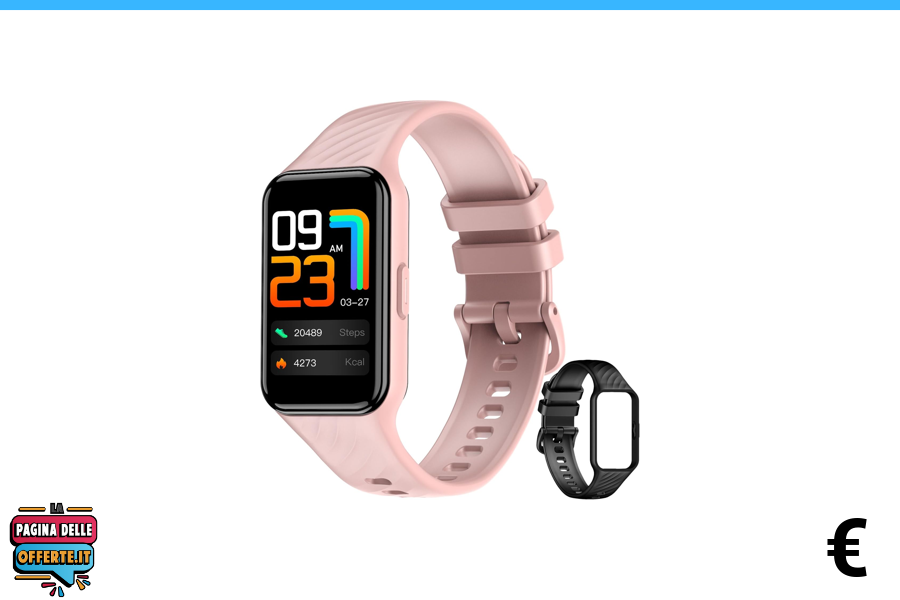 09
AM
23
03-27
20489 Steps
4273 Kcal
LA
PAGINA DELLE
OFFERTE.IT
€